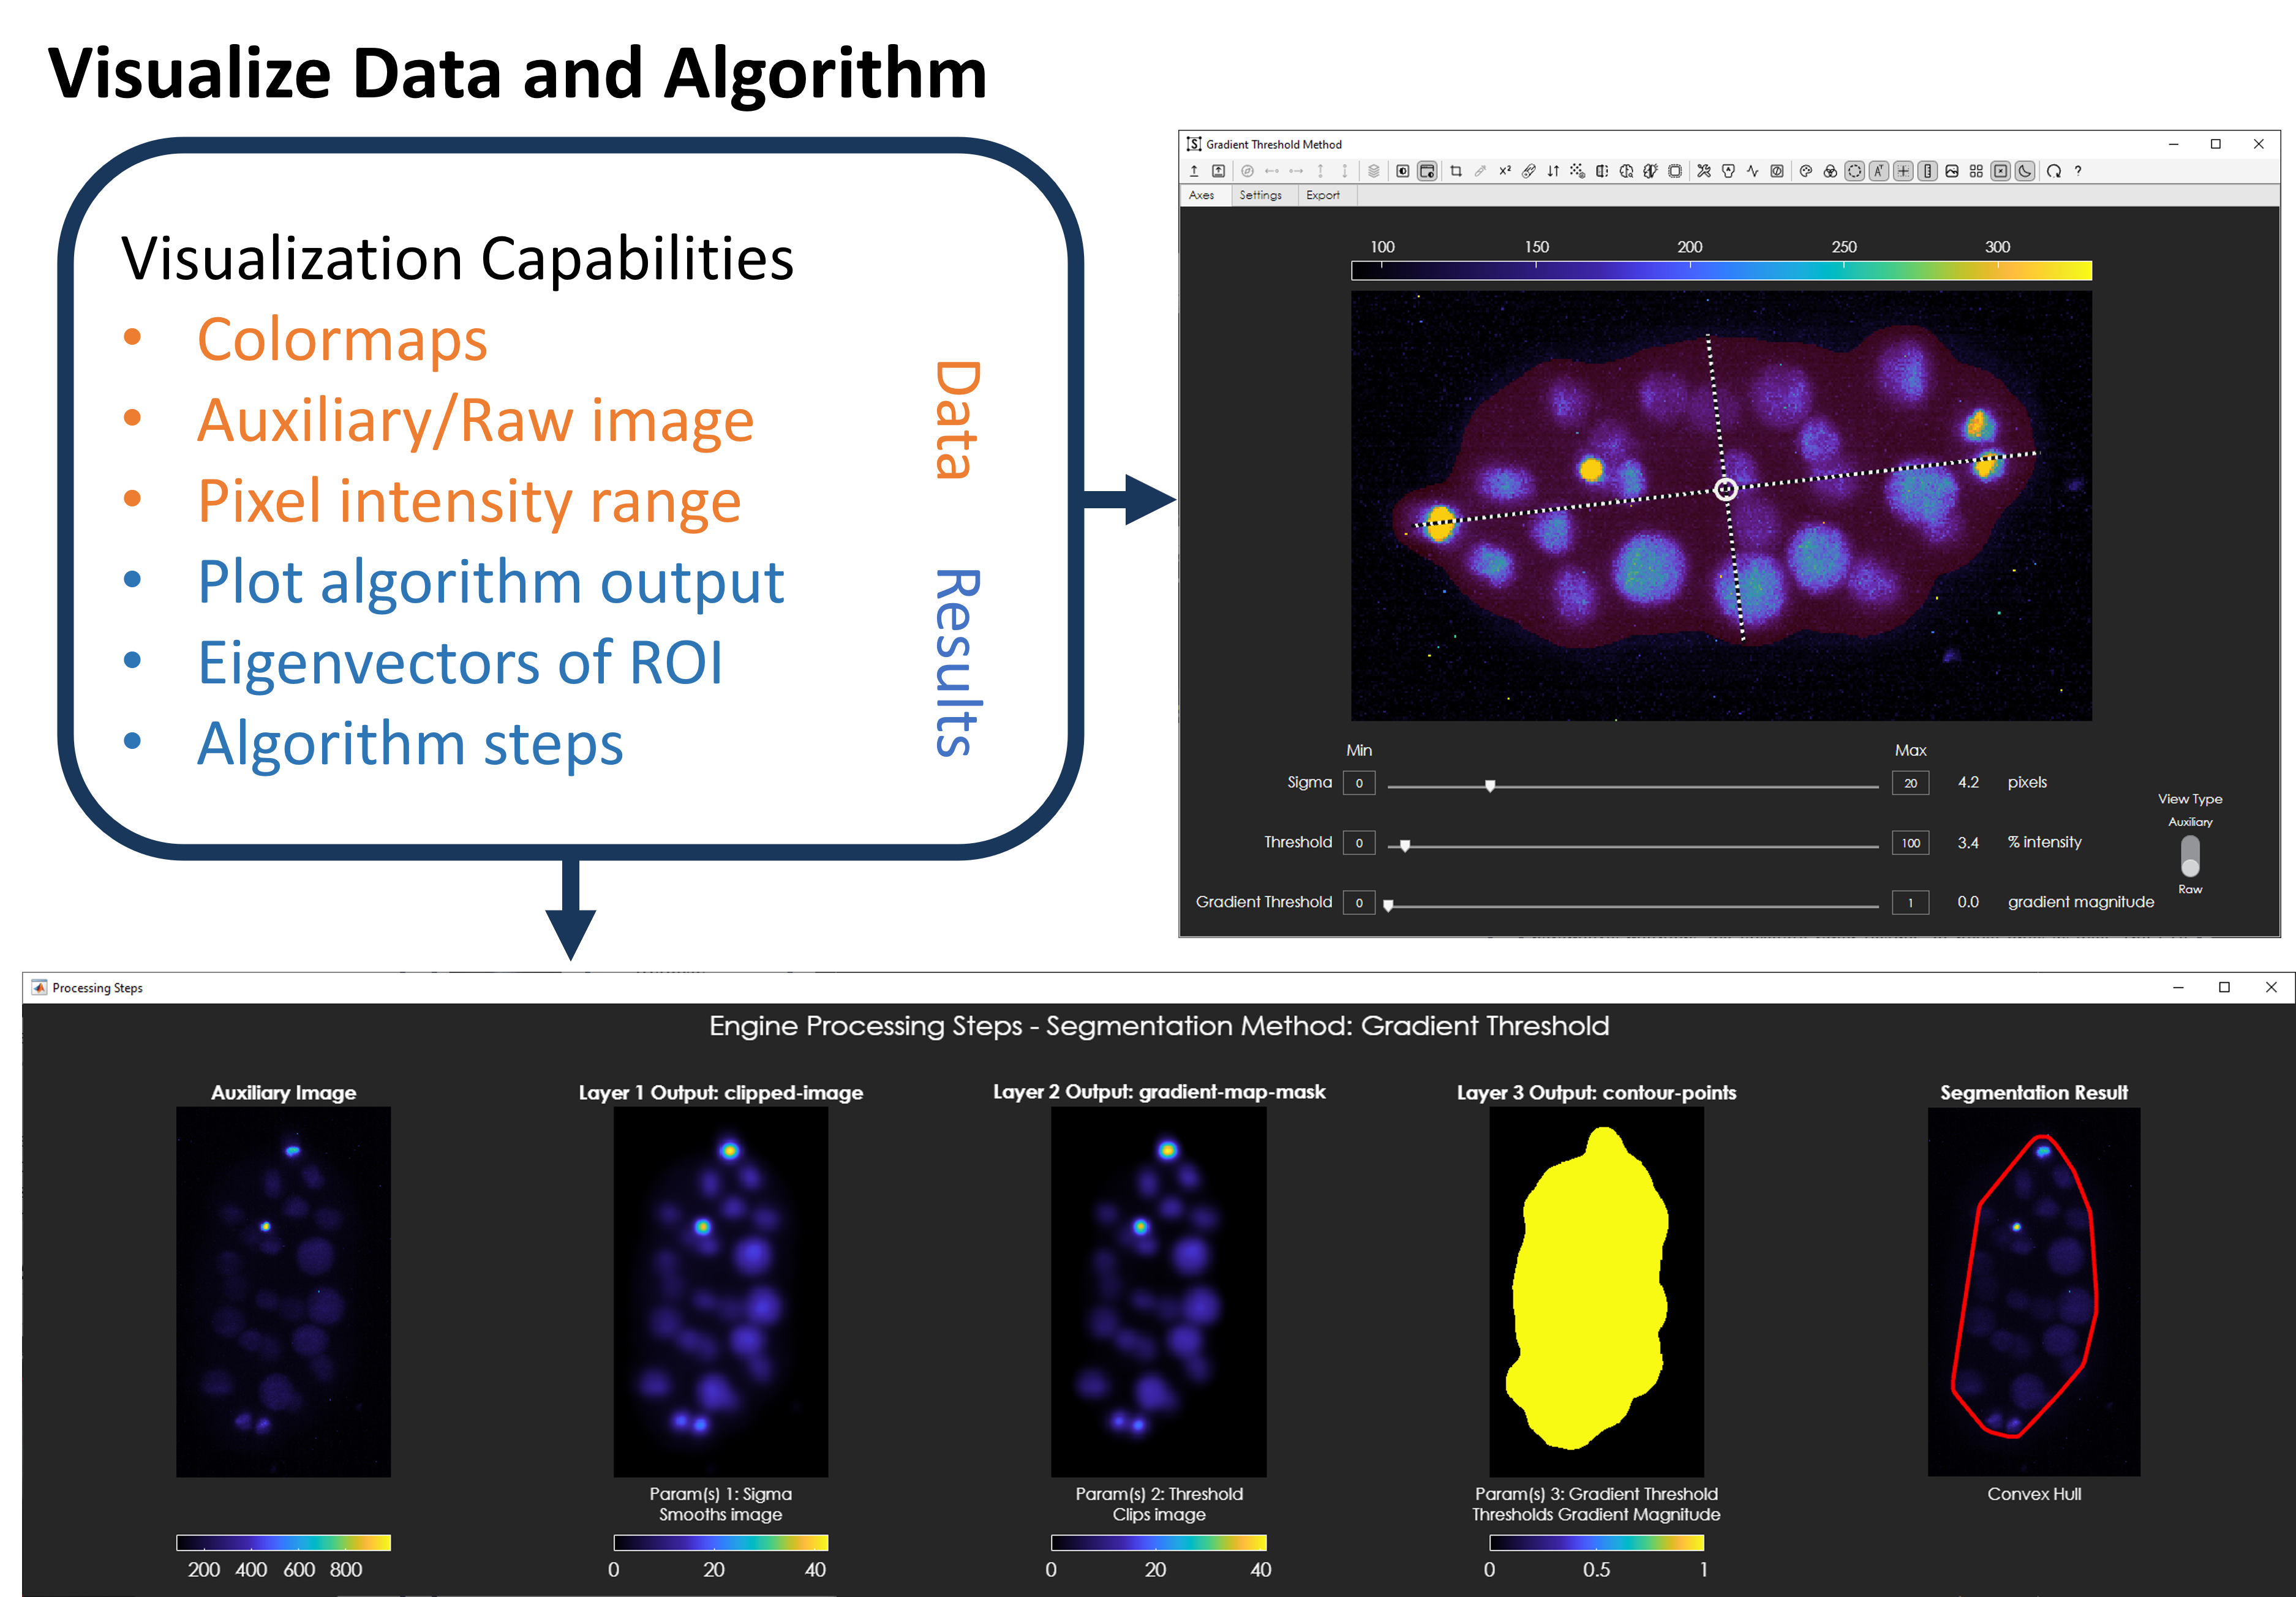 Visualize Data and Algorithm
Visualization Capabilities
• Colormaps
• Auxiliary/Raw image
• Pixel intensity range
• Plot algorithm output
• Eigenvectors of ROI
• Algorithm steps
Data
Results
Gradient Threshold Method
Axes Settings Export
100 150 200 250 300
Min Max
Sigma 0 20 4.2 pixels
Threshold 0 100 3.4 % intensity
Gradient Threshold 0 1 0.0 gradient magnitude
View Type
Auxiliary
Raw
Processing Steps
Engine Processing Steps - Segmentation Method: Gradient Threshold
Auxiliary Image
200 400 600 800
Layer 1 Output: clipped-image
Param(s) 1: Sigma
Smooths image
0 20 40
Layer 2 Output: gradient-map-mask
Param(s) 2: Threshold
Clips image
0 20 40
Layer 3 Output: contour-points
Param(s) 3: Gradient Threshold
Thresholds Gradient Magnitude
0 0.5 1
Segmentation Result
Convex Hull